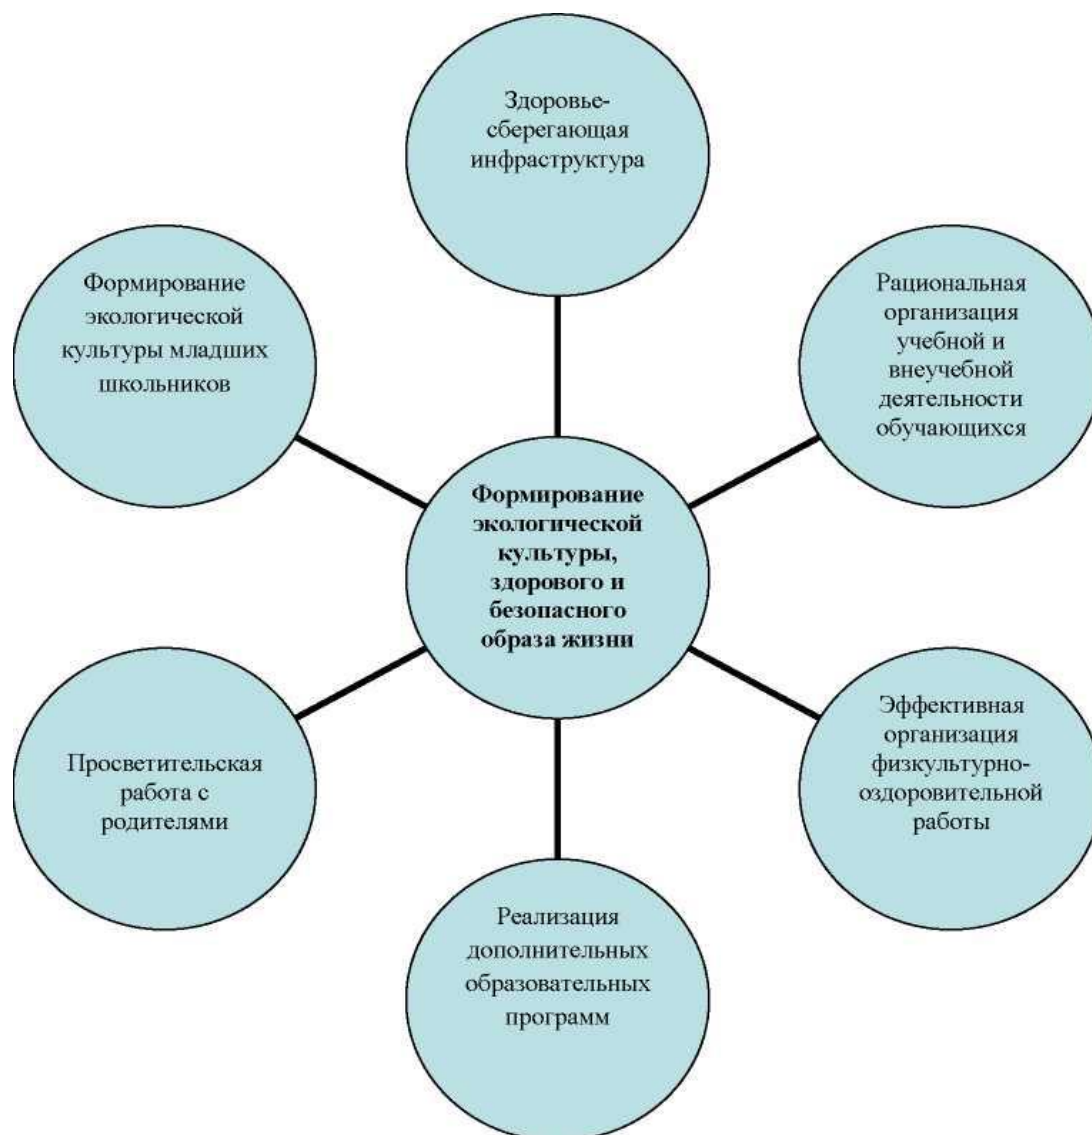 Здоровье-
сберегающая
инфраструктура
Формирование
экологической
культуры младших
школьников
Рациональная
организация
учебной и
внеучебной
деятельности
обучающихся
Формирование
экологической
культуры,
здорового и
безопасного
образа жизни
Просветительская
работа с
родителями
Эффективная
организация
физкультурно-
оздоровительной
работы
Реализация
дополнительных
образовательных
программ